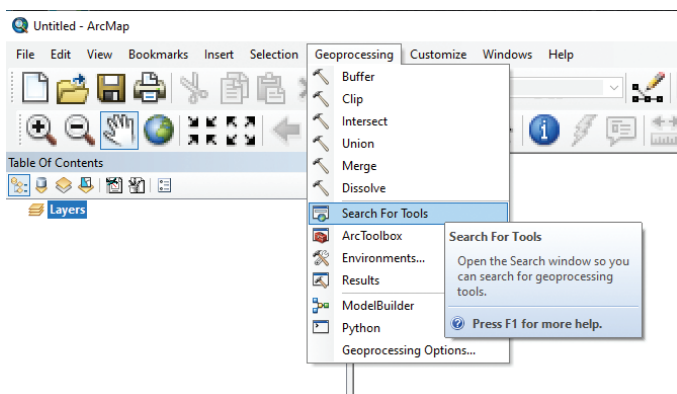 Untitled - ArcMap
File Edit View Bookmarks Insert Selection Geoprocessing Customize Windows Help
Buffer
Clip
Intersect
Union
Merge
Dissolve
Search For Tools
ArcToolbox
Environments...
Results
ModelBuilder
Python
Geoprocessing Options...
Table Of Contents
Layers
Search For Tools
Open the Search window so you
can search for geoprocessing
tools.
Press F1 for more help.